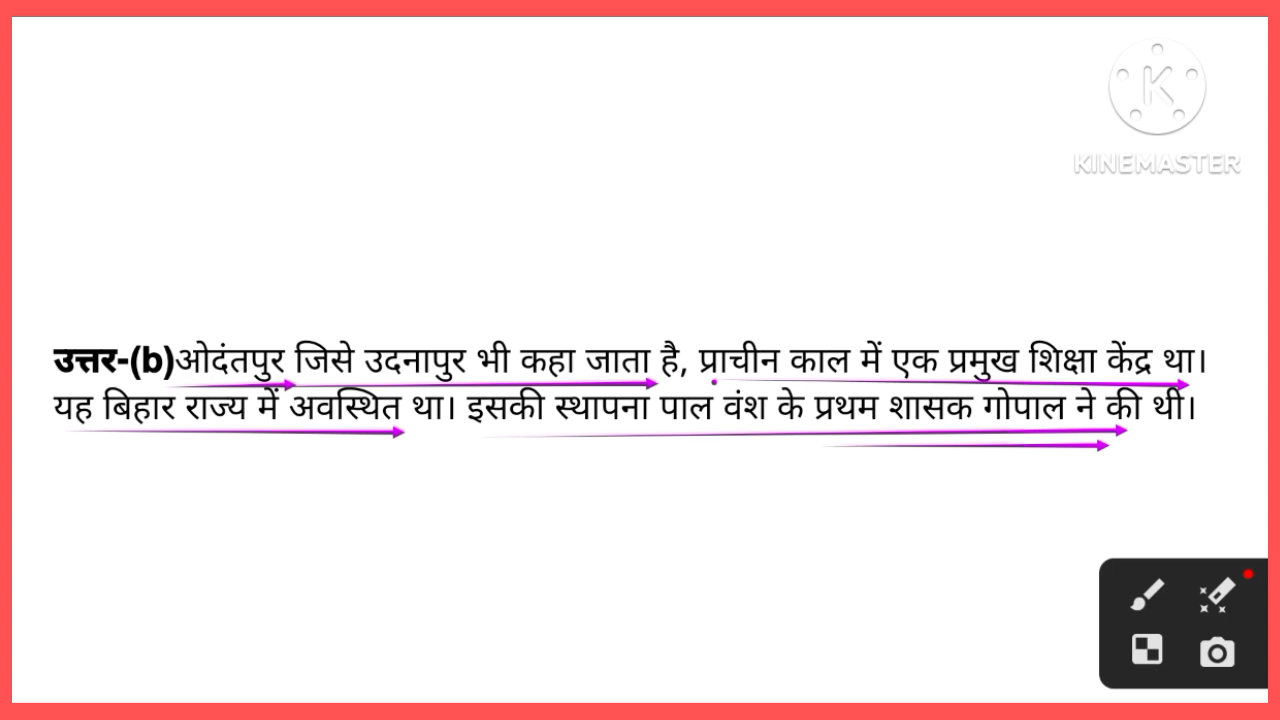 KINEMASTER
उत्तर-(b)ओदंतपुर जिसे उदनापुर भी कहा जाता है, प्राचीन काल में एक प्रमुख शिक्षा केंद्र था।
यह बिहार राज्य में अवस्थित था। इसकी स्थापना पाल वंश के प्रथम शासक गोपाल ने की थी।